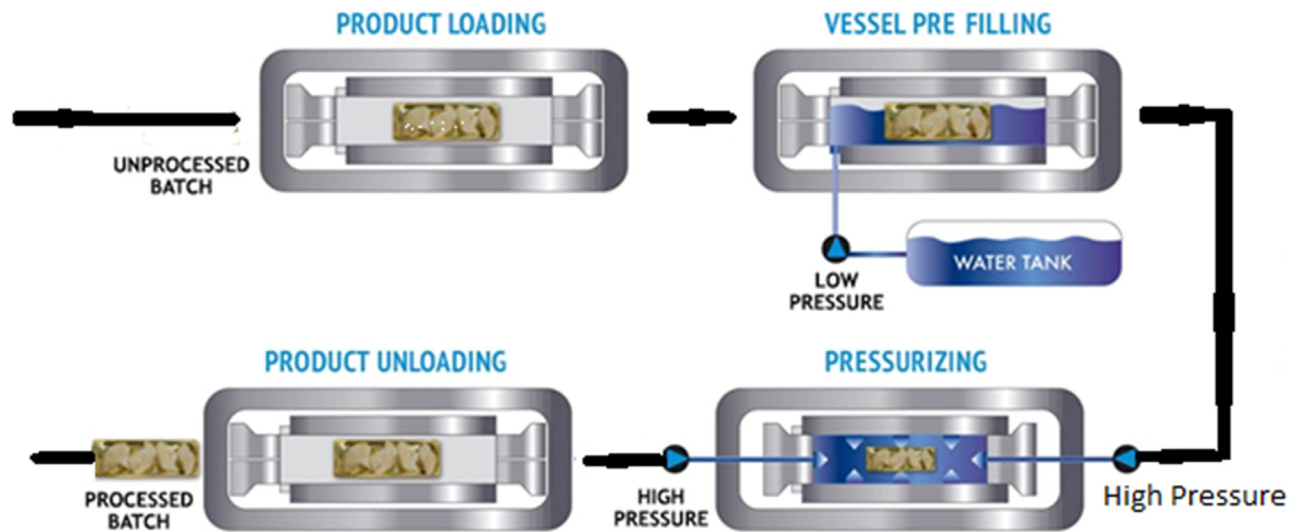 PRODUCT LOADING
VESSEL PRE FILLING
UNPROCESSED
BATCH
WATER TANK
LOW
PRESSURE
PRODUCT UNLOADING
PRESSURIZING
PROCESSED
BATCH
HIGH
PRESSURE
High Pressure